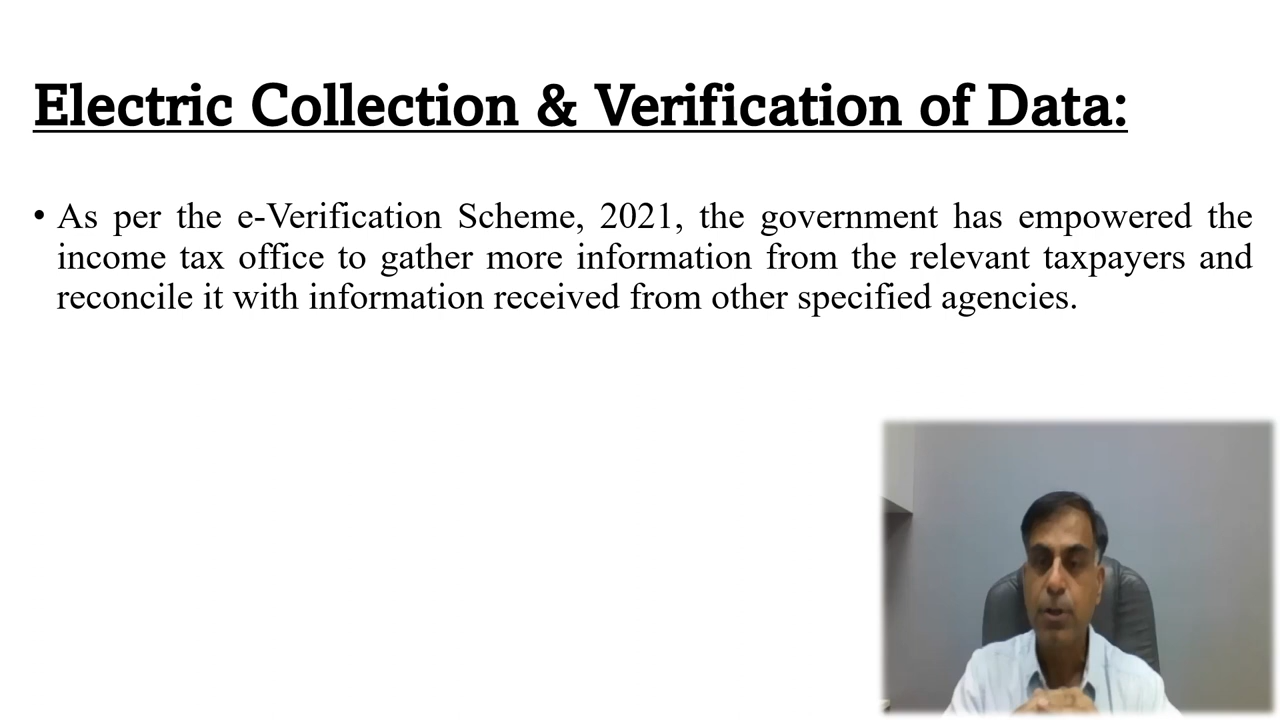 Electric Collection & Verification of Data:
• As per the e-Verification Scheme, 2021, the government has empowered the
income tax office to gather more information from the relevant taxpayers and
reconcile it with information received from other specified agencies.